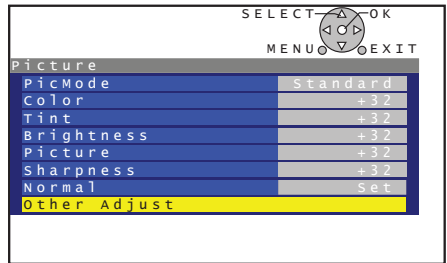 SELECT OK
MENU EXIT
Picture
PicMode Standard
Color +32
Tint +32
Brightness +32
Picture +32
Sharpness +32
Normal Set
Other Adjust